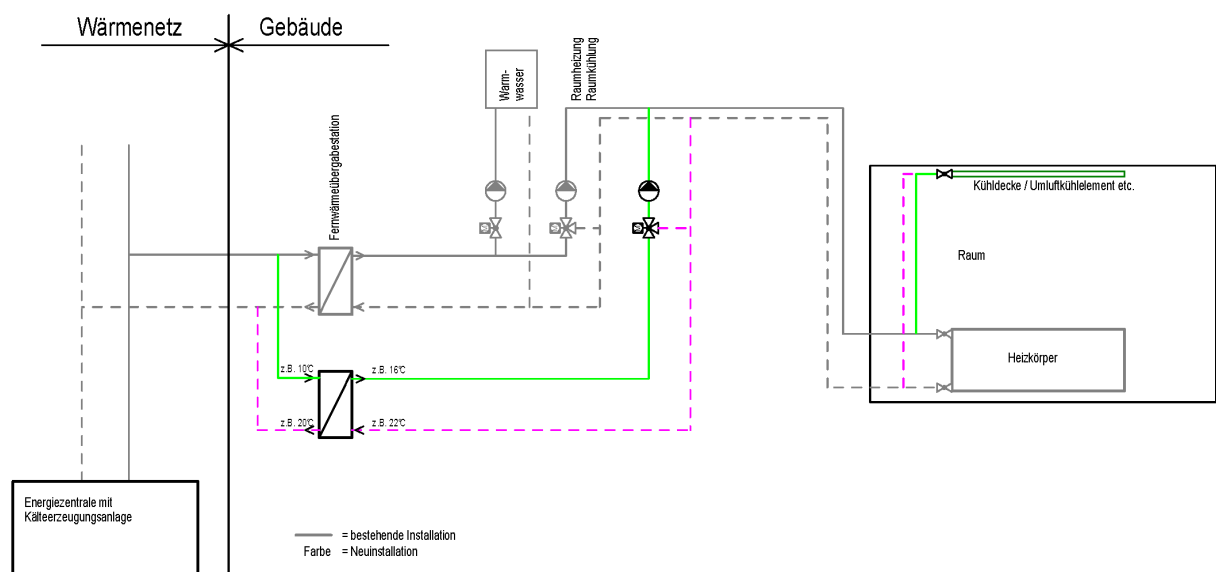 Wärmenetz
Gebäude
Warm-
wasser
Raumheizung
Raumkühlung
Fernwärmeübergabestation
Kühldecke / Umluftkühlelement etc.
Raum
Heizkörper
z.B. 10°C
z.B. 16°C
z.B. 20°C
z.B. 22°C
Energiezentrale mit
Kälteerzeugungsanlage
= bestehende Installation
Farbe = Neuinstallation